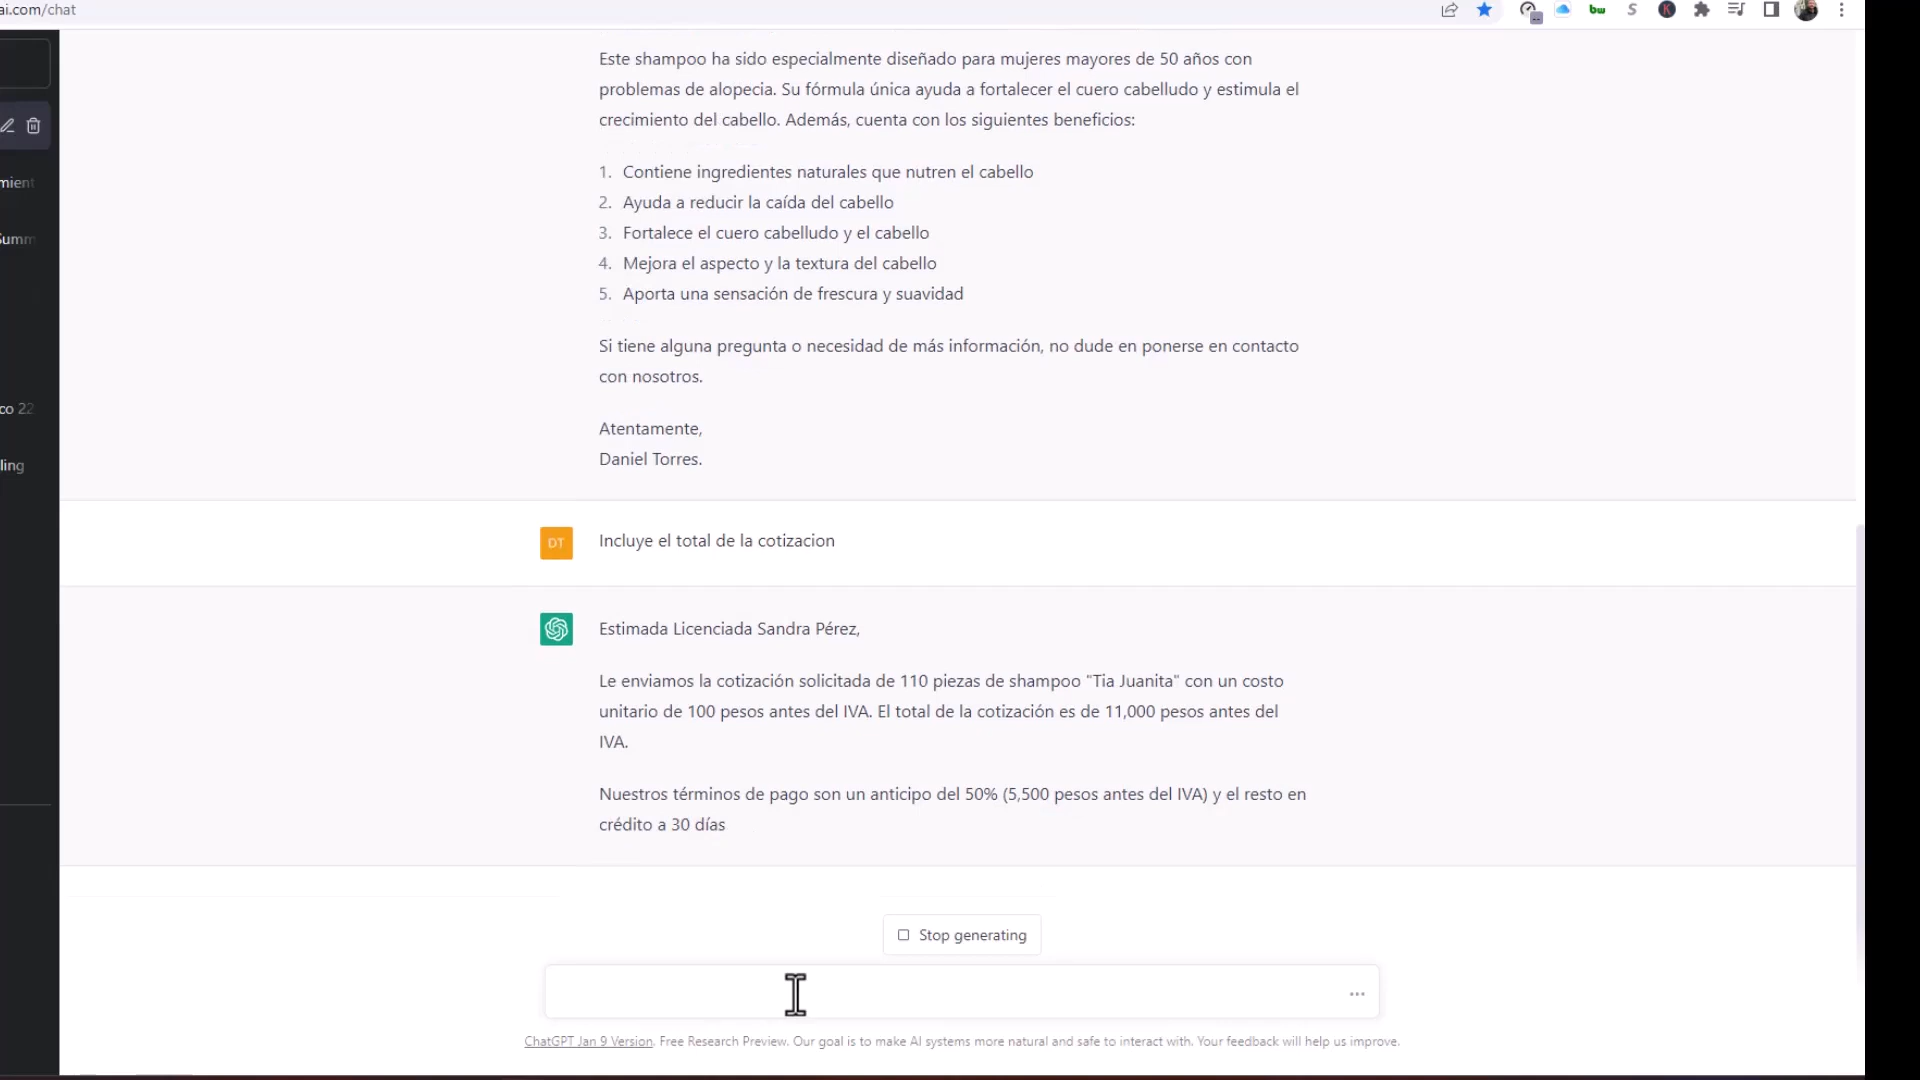 ai.com/chat
bw
S
K
mient
Summ
co 22
ling
Este shampoo ha sido especialmente diseñado para mujeres mayores de 50 años con
problemas de alopecia. Su fórmula única ayuda a fortalecer el cuero cabelludo y estimula el
crecimiento del cabello. Además, cuenta con los siguientes beneficios:
1. Contiene ingredientes naturales que nutren el cabello
2. Ayuda a reducir la caída del cabello
3. Fortalece el cuero cabelludo y el cabello
4. Mejora el aspecto y la textura del cabello
5. Aporta una sensación de frescura y suavidad
Si tiene alguna pregunta o necesidad de más información, no dude en ponerse en contacto
con nosotros.
Atentamente,
Daniel Torres.
DT
Incluye el total de la cotizacion
Estimada Licenciada Sandra Pérez,
Le enviamos la cotización solicitada de 110 piezas de shampoo "Tia Juanita" con un costo
unitario de 100 pesos antes del IVA. El total de la cotización es de 11,000 pesos antes del
IVA.
Nuestros términos de pago son un anticipo del 50% (5,500 pesos antes del IVA) y el resto en
crédito a 30 días
Stop generating
ChatGPT Jan 9 Version. Free Research Preview. Our goal is to make AI systems more natural and safe to interact with. Your feedback will help us improve.